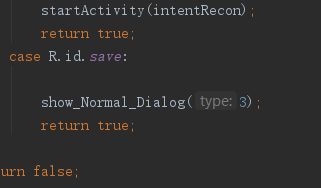 startActivity(intentRecon);
return true;
case R.id.save:
show_Normal_Dialog( type: 3);
return true;
urn false;